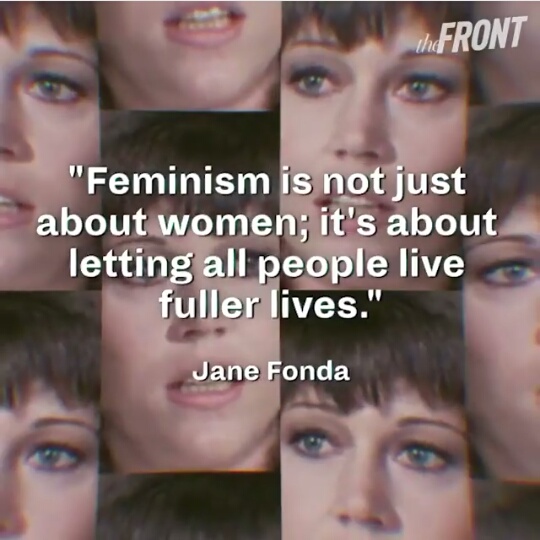 theFRONT
"Feminism is not just
about women; it's about
letting all people live
fuller lives."
Jane Fonda